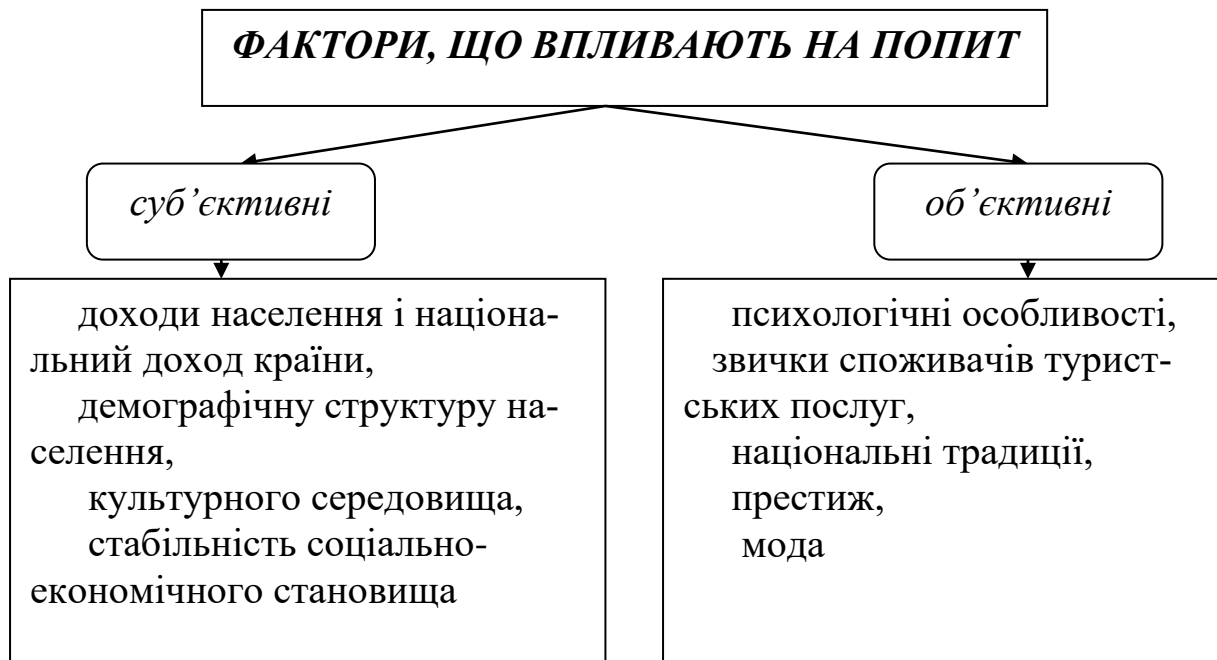 ФАКТОРИ, ЩО ВПЛИВАЮТЬ НА ПОПИТ
суб’єктивні
доходи населення і націона-
льний доход країни,
демографічну структуру на-
селення,
культурного середовища,
стабільність соціально-
економічного становища
об’єктивні
психологічні особливості,
звички споживачів турист-
ських послуг,
національні традиції,
престиж,
мода